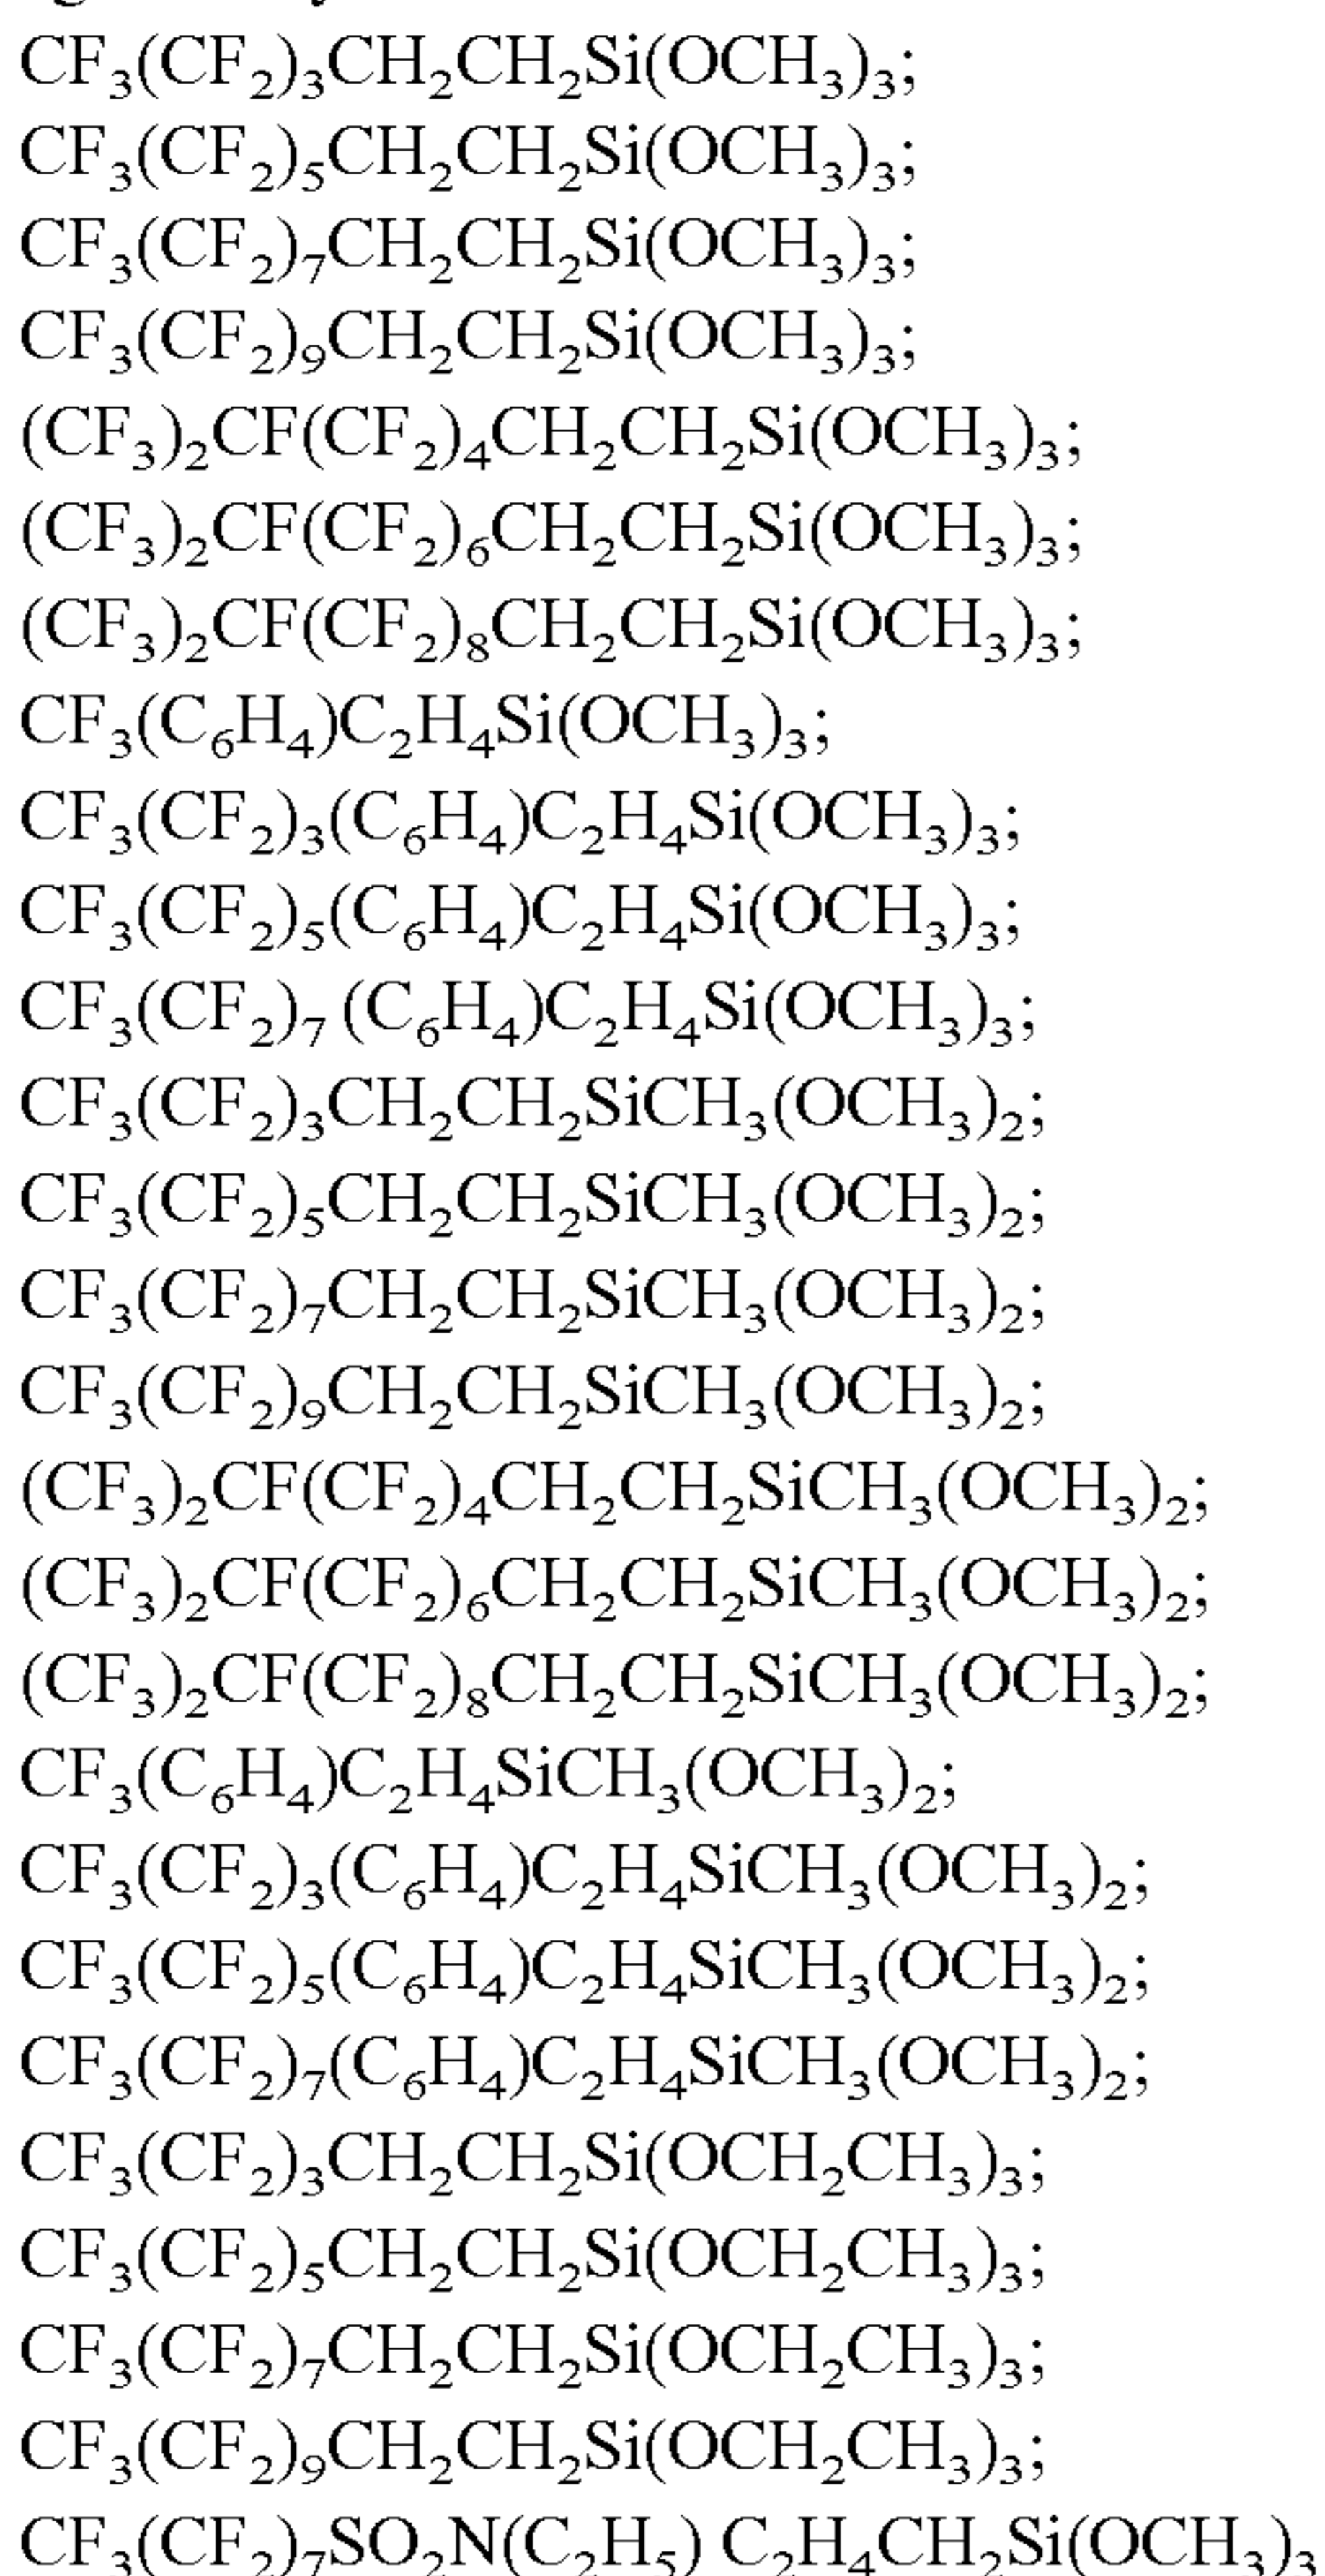 CF₃(CF₂)₃CH₂CH₂Si(OCH₃)₃;
CF₃(CF₂)₅CH₂CH₂Si(OCH₃)₃;
CF₃(CF₂)₇CH₂CH₂Si(OCH₃)₃;
CF₃(CF₂)₉CH₂CH₂Si(OCH₃)₃;
(CF₃)₂CF(CF₂)₄CH₂CH₂Si(OCH₃)₃;
(CF₃)₂CF(CF₂)₆CH₂CH₂Si(OCH₃)₃;
(CF₃)₂CF(CF₂)₈CH₂CH₂Si(OCH₃)₃;
CF₃(C₆H₄)C₂H₄Si(OCH₃)₃;
CF₃(CF₂)₃(C₆H₄)C₂H₄Si(OCH₃)₃;
CF₃(CF₂)₅(C₆H₄)C₂H₄Si(OCH₃)₃;
CF₃(CF₂)₇ (C₆H₄)C₂H₄Si(OCH₃)₃;
CF₃(CF₂)₃CH₂CH₂SiCH₃(OCH₃)₂;
CF₃(CF₂)₅CH₂CH₂SiCH₃(OCH₃)₂;
CF₃(CF₂)₇CH₂CH₂SiCH₃(OCH₃)₂;
CF₃(CF₂)₉CH₂CH₂SiCH₃(OCH₃)₂;
(CF₃)₂CF(CF₂)₄CH₂CH₂SiCH₃(OCH₃)₂;
(CF₃)₂CF(CF₂)₆CH₂CH₂SiCH₃(OCH₃)₂;
(CF₃)₂CF(CF₂)₈CH₂CH₂SiCH₃(OCH₃)₂;
CF₃(C₆H₄)C₂H₄SiCH₃(OCH₃)₂;
CF₃(CF₂)₃(C₆H₄)C₂H₄SiCH₃(OCH₃)₂;
CF₃(CF₂)₅(C₆H₄)C₂H₄SiCH₃(OCH₃)₂;
CF₃(CF₂)₇(C₆H₄)C₂H₄SiCH₃(OCH₃)₂;
CF₃(CF₂)₃CH₂CH₂Si(OCH₂CH₃)₃;
CF₃(CF₂)₅CH₂CH₂Si(OCH₂CH₃)₃;
CF₃(CF₂)₇CH₂CH₂Si(OCH₂CH₃)₃;
CF₃(CF₂)₉CH₂CH₂Si(OCH₂CH₃)₃;
CF₃(CF₂)₇SO₂N(C₂H₅) C₂H₄CH₂Si(OCH₃)₃